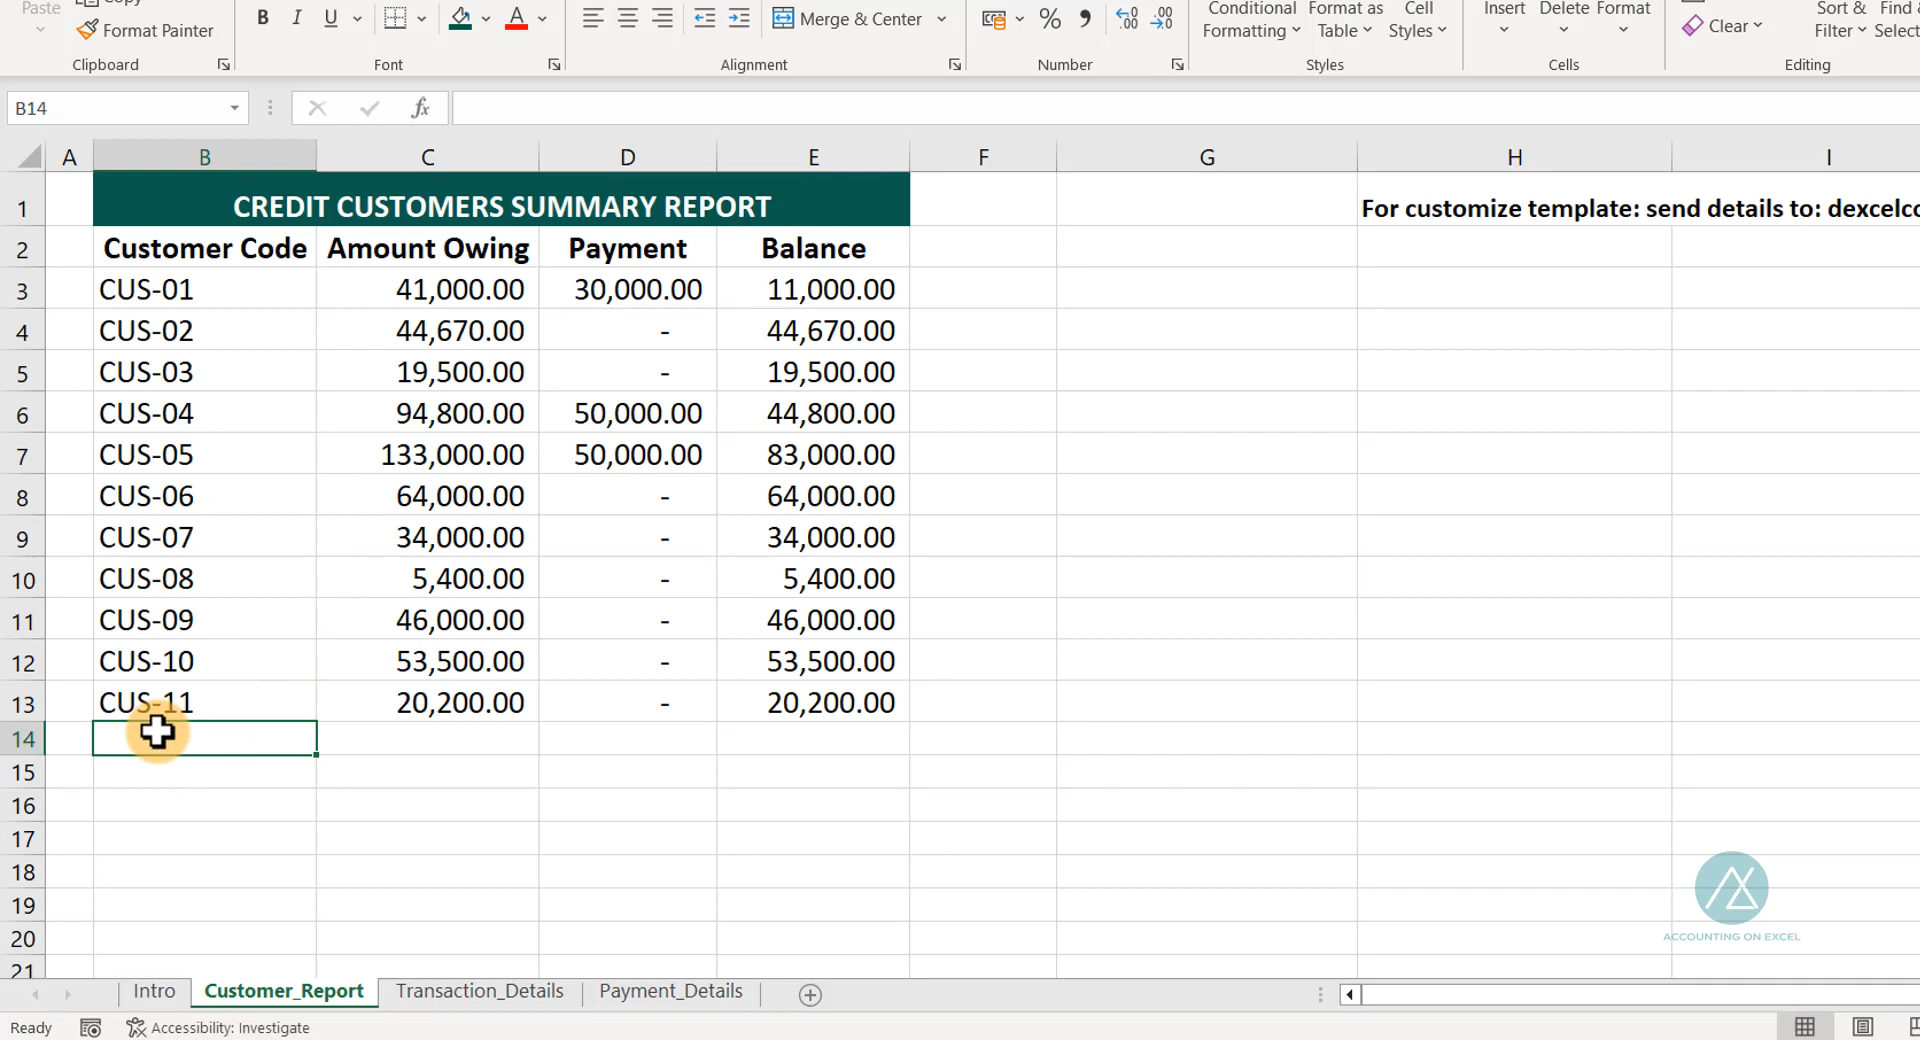 Paste
Copy
Format Painter
Clipboard
B I U
A
Font
Merge & Center
Alignment
% 9
Number
Conditional Formatting
Format as Table
Cell Styles
Styles
Insert Delete Format
Cells
Clear
Sort & Filter
Find &
Select
Editing
B14
fx
A B C D E F G H I
1 CREDIT CUSTOMERS SUMMARY REPORT For customize template: send details to: dexcelco
2 Customer Code Amount Owing Payment Balance
3 CUS-01 41,000.00 30,000.00 11,000.00
4 CUS-02 44,670.00 - 44,670.00
5 CUS-03 19,500.00 - 19,500.00
6 CUS-04 94,800.00 50,000.00 44,800.00
7 CUS-05 133,000.00 50,000.00 83,000.00
8 CUS-06 64,000.00 - 64,000.00
9 CUS-07 34,000.00 - 34,000.00
10 CUS-08 5,400.00 - 5,400.00
11 CUS-09 46,000.00 - 46,000.00
12 CUS-10 53,500.00 - 53,500.00
13 CUS-11 20,200.00 - 20,200.00
14
15
16
17
18
19
20
21
ACCOUNTING ON EXCEL
Intro Customer_Report Transaction_Details Payment_Details
Ready Accessibility: Investigate